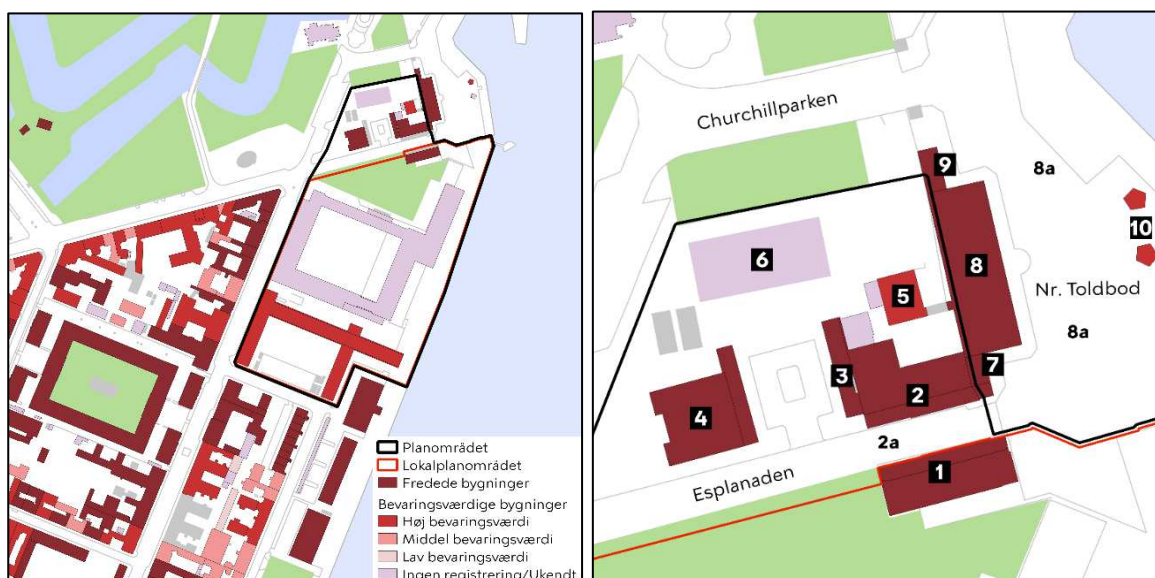 Planområdet
Lokalplanområdet
Fredede bygninger
Bevaringsværdige bygninger
Høj bevaringsværdi
Middel bevaringsværdi
Lav bevaringsværdi
Ingen registrering/Ukendt
Churchillparken
9
8a
10
6
8
5
Nr. Toldbod
8a
3
7
4
2
2a
1
Esplanaden